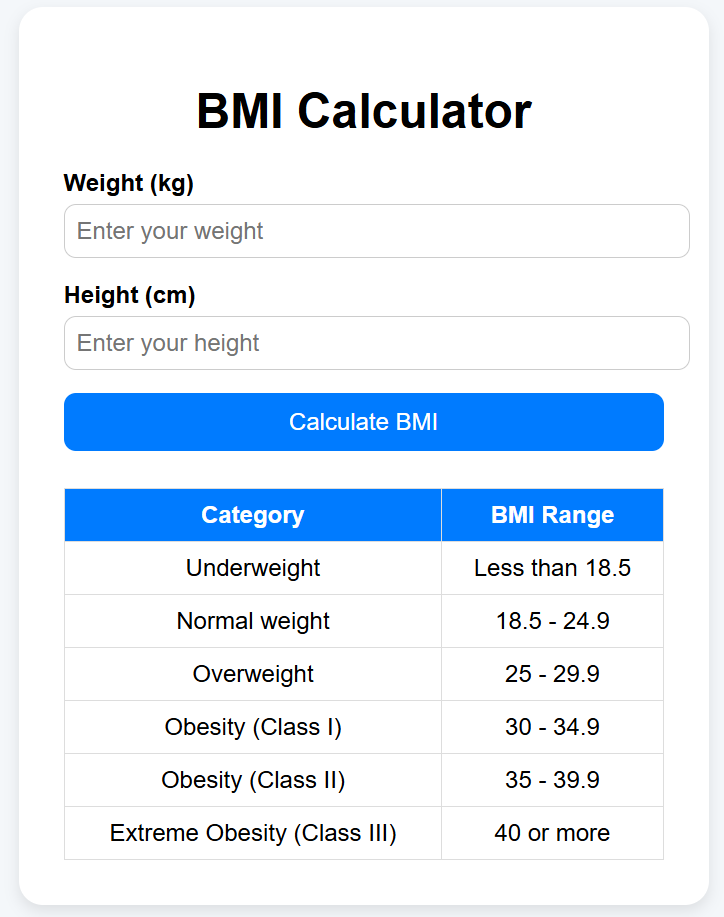 BMI Calculator
Weight (kg)
Enter your weight
Height (cm)
Enter your height
Calculate BMI
Category BMI Range
Underweight Less than 18.5
Normal weight 18.5 - 24.9
Overweight 25 - 29.9
Obesity (Class I) 30 - 34.9
Obesity (Class II) 35 - 39.9
Extreme Obesity (Class III) 40 or more